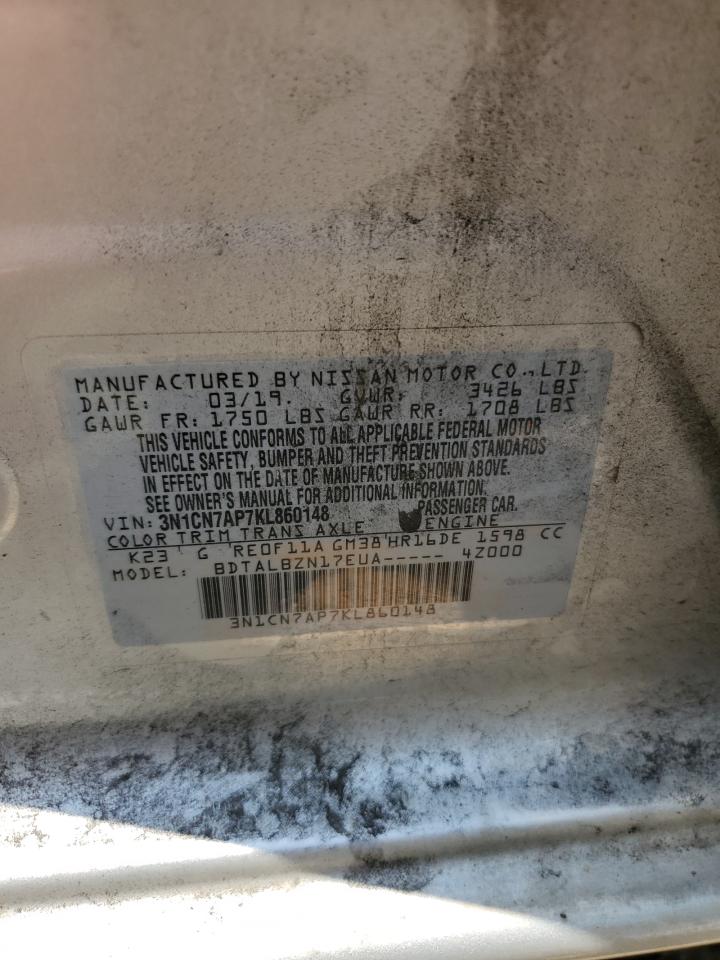 MANUFACTURED BY NISSAN MOTOR CO., LTD.
DATE: 03/19. GVWR: 3426 LBS
GAWR FR: 1750 LBS GAWR RR: 1708 LBS
THIS VEHICLE CONFORMS TO ALL APPLICABLE FEDERAL MOTOR
VEHICLE SAFETY, BUMPER AND THEFT PREVENTION STANDARDS
IN EFFECT ON THE DATE OF MANUFACTURE SHOWN ABOVE.
SEE OWNER'S MANUAL FOR ADDITIONAL INFORMATION.
VIN: 3N1CN7AP7KL860148 PASSENGER CAR.
COLOR TRIM TRANS AXLE ENGINE
K23 G RE0F11A GM38 HR16DE 1598 CC
MODEL: BDTALBZN17EUA----- 4Z000
3N1CN7AP7KL860148